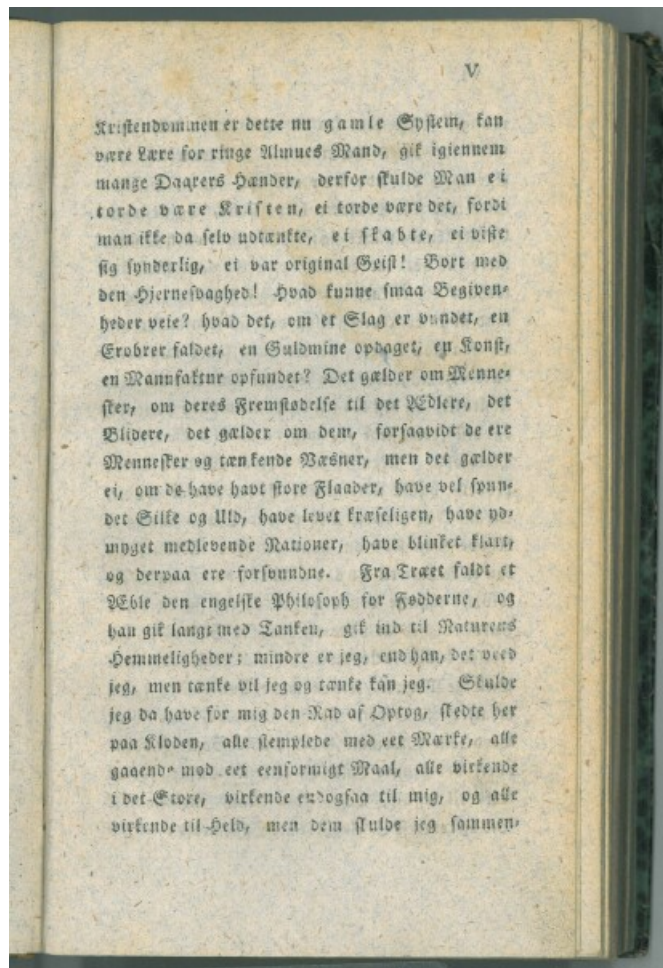 V
Kristendommen er dette nu gamle System, kan
være Lære for ringe Almues Mand, gik igiennem
mange Daarers Hænder, derfor skulde Man ei
torde være Kristen, ei torde være det, fordi
man ikke da selv udtænkte, ei skabte, ei viste
sig synderlig, ei var original Geist! Bort med
den Hjernesvaghed! Hvad kunne smaa Begiven-
heder veie? hvad det, om et Slag er vundet, en
Erobrer faldet, en Guldmine opdaget, en Konst,
en Mannufaktur opfundet? Det gælder om Menne-
sker, om deres Fremstødelse til det Ædlere, det
Blidere, det gælder om dem, forsaavidt de ere
Mennesker og tænkende Væsner, men det gælder
ei, om de have havt store Flaader, have vel spun-
det Silke og Uld, have levet kræseligen, have yd-
myget medlevende Nationer, have blinket klart,
og derpaa ere forsvundne. Fra Træet faldt et
Æble den engelske Philosoph for Fødderne, og
han gik langt med Tanken, gik ind til Naturens
Hemmeligheder; mindre er jeg, end han, det veed
jeg, men tænke vil jeg og tænke kan jeg. Skulde
jeg da have for mig den Rad af Optog, skedte her
paa Kloden, alle stemplede med eet Mærke, alle
gaaende mod eet eenformigt Maal, alle virkende
i det Store, virkende endogsaa til mig, og alle
virkende til Held, men dem skulde jeg sammen-